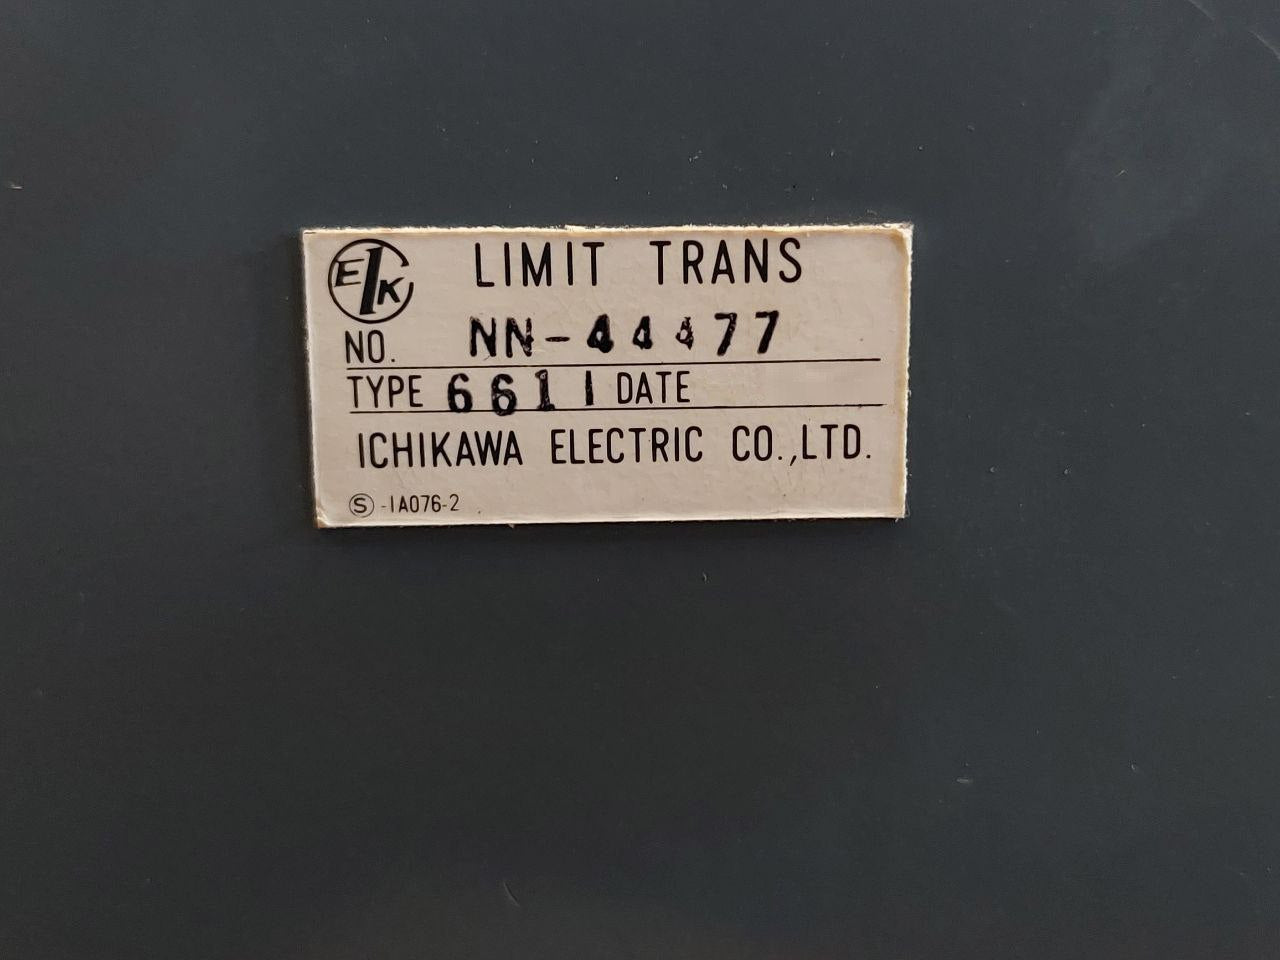 EIK LIMIT TRANS
NO. NN-44477
TYPE 6611 DATE
ICHIKAWA ELECTRIC CO.,LTD.
Ⓢ-1A076-2